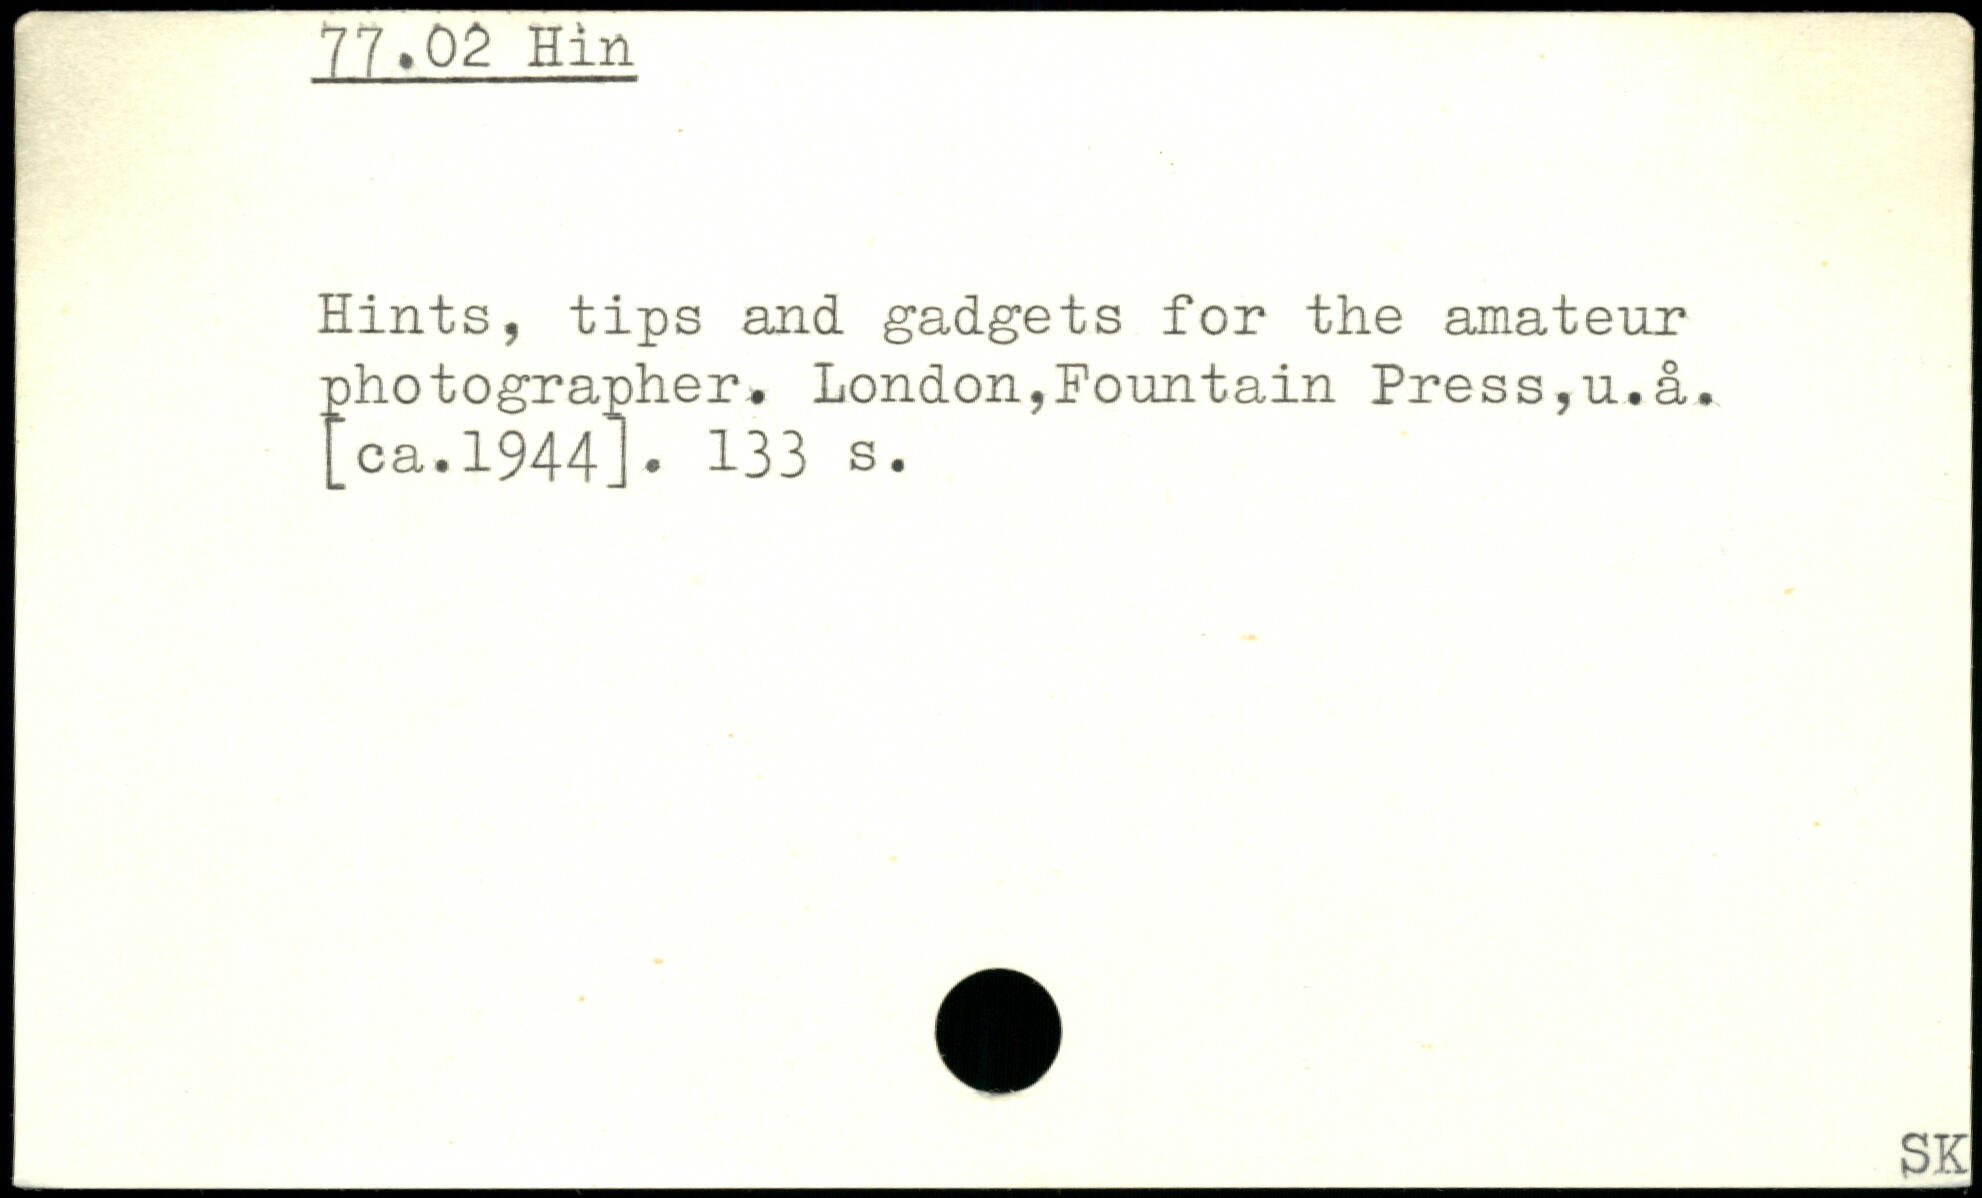 77.02 Hin
Hints, tips and gadgets for the amateur
photographer. London,Fountain Press,u.å.
[ca.1944]. 133 s.
SK